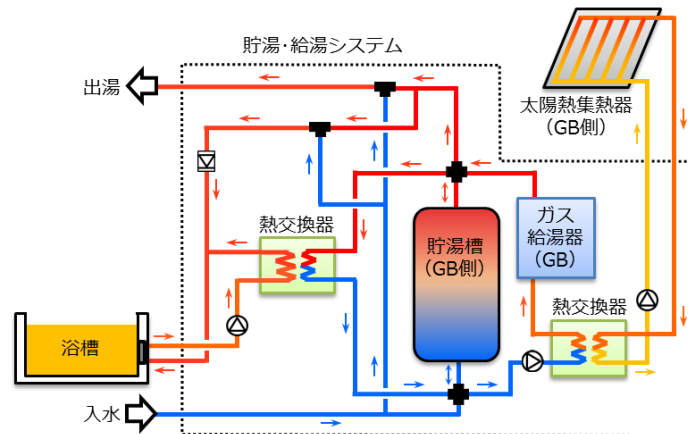 貯湯・給湯システム
出湯
太陽熱集熱器
(GB側)
熱交換器
貯湯槽
(GB側)
ガス
給湯器
(GB)
熱交換器
浴槽
入水